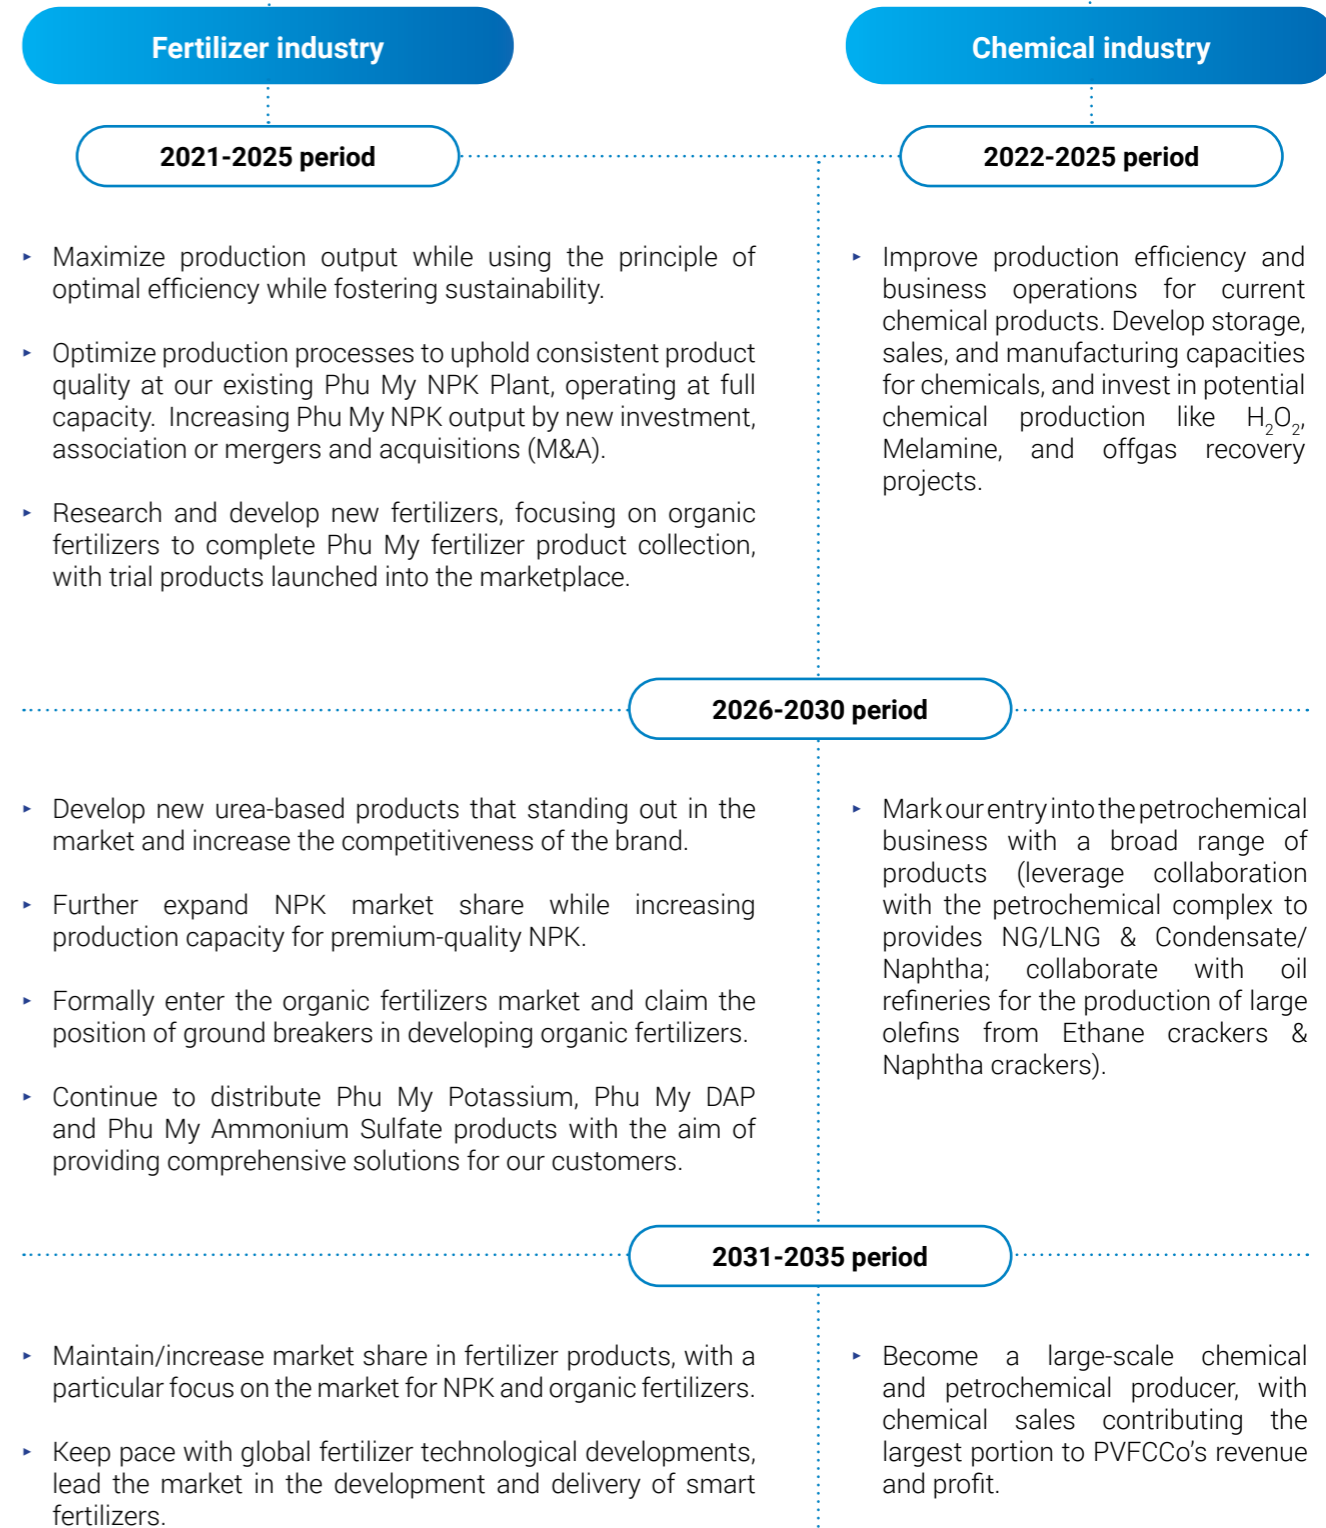 Fertilizer industry
Chemical industry
2021-2025 period
2022-2025 period
▸ Maximize production output while using the principle of
optimal efficiency while fostering sustainability.
▸ Optimize production processes to uphold consistent product
quality at our existing Phu My NPK Plant, operating at full
capacity.  Increasing Phu My NPK output by new investment,
association or mergers and acquisitions (M&A).
▸ Research and develop new fertilizers, focusing on organic
fertilizers to complete Phu My fertilizer product collection,
with trial products launched into the marketplace.
▸ Improve production efficiency and
business operations for current
chemical products. Develop storage,
sales, and manufacturing capacities
for chemicals, and invest in potential
chemical production like H₂O₂,
Melamine, and offgas recovery
projects.
2026-2030 period
▸ Develop new urea-based products that standing out in the
market and increase the competitiveness of the brand.
▸ Further expand NPK market share while increasing
production capacity for premium-quality NPK.
▸ Formally enter the organic fertilizers market and claim the
position of ground breakers in developing organic fertilizers.
▸ Continue to distribute Phu My Potassium, Phu My DAP
and Phu My Ammonium Sulfate products with the aim of
providing comprehensive solutions for our customers.
▸ Mark our entry into the petrochemical
business with a broad range of
products (leverage collaboration
with the petrochemical complex to
provides NG/LNG & Condensate/
Naphtha; collaborate with oil
refineries for the production of large
olefins from Ethane crackers &
Naphtha crackers).
2031-2035 period
▸ Maintain/increase market share in fertilizer products, with a
particular focus on the market for NPK and organic fertilizers.
▸ Keep pace with global fertilizer technological developments,
lead the market in the development and delivery of smart
fertilizers.
▸ Become a large-scale chemical
and petrochemical producer, with
chemical sales contributing the
largest portion to PVFCCo's revenue
and profit.